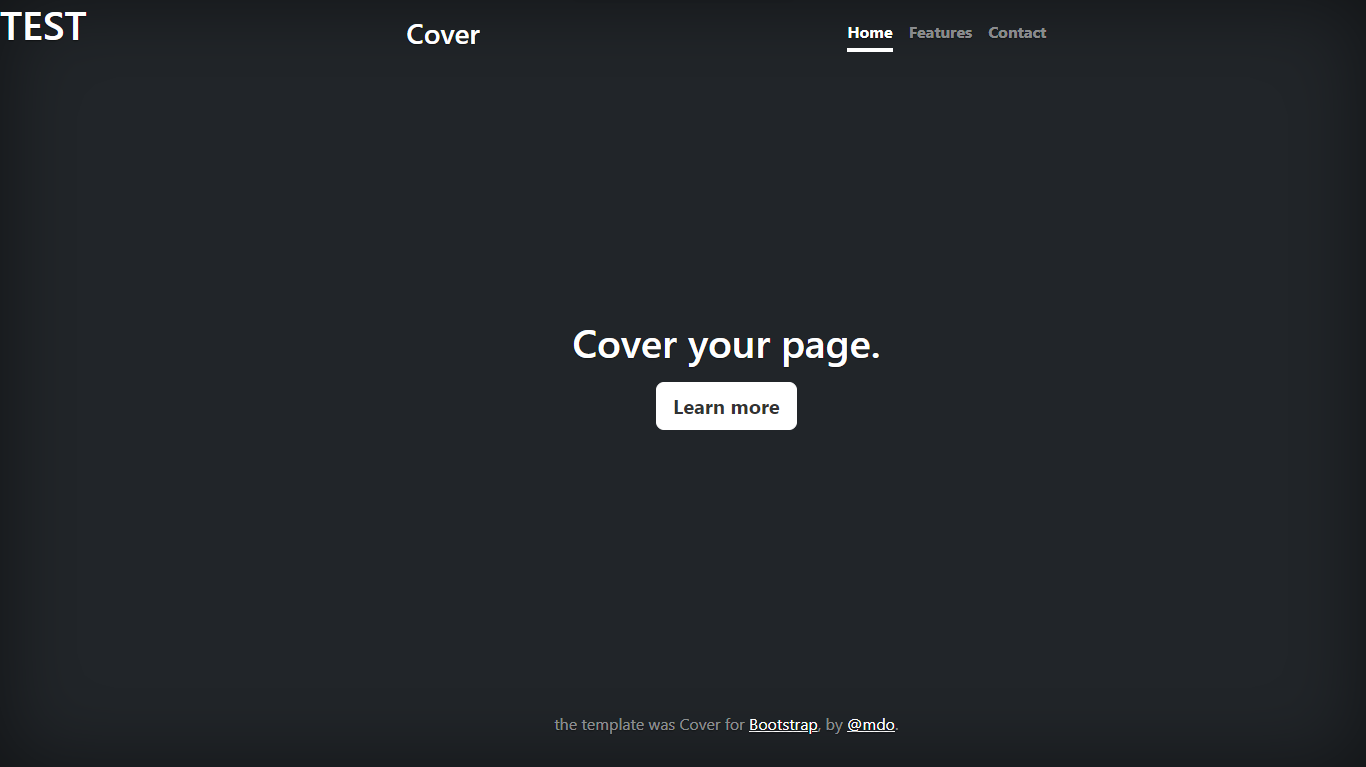 TEST
Cover
Home Features Contact
Cover your page.
Learn more
the template was Cover for Bootstrap, by @mdo.